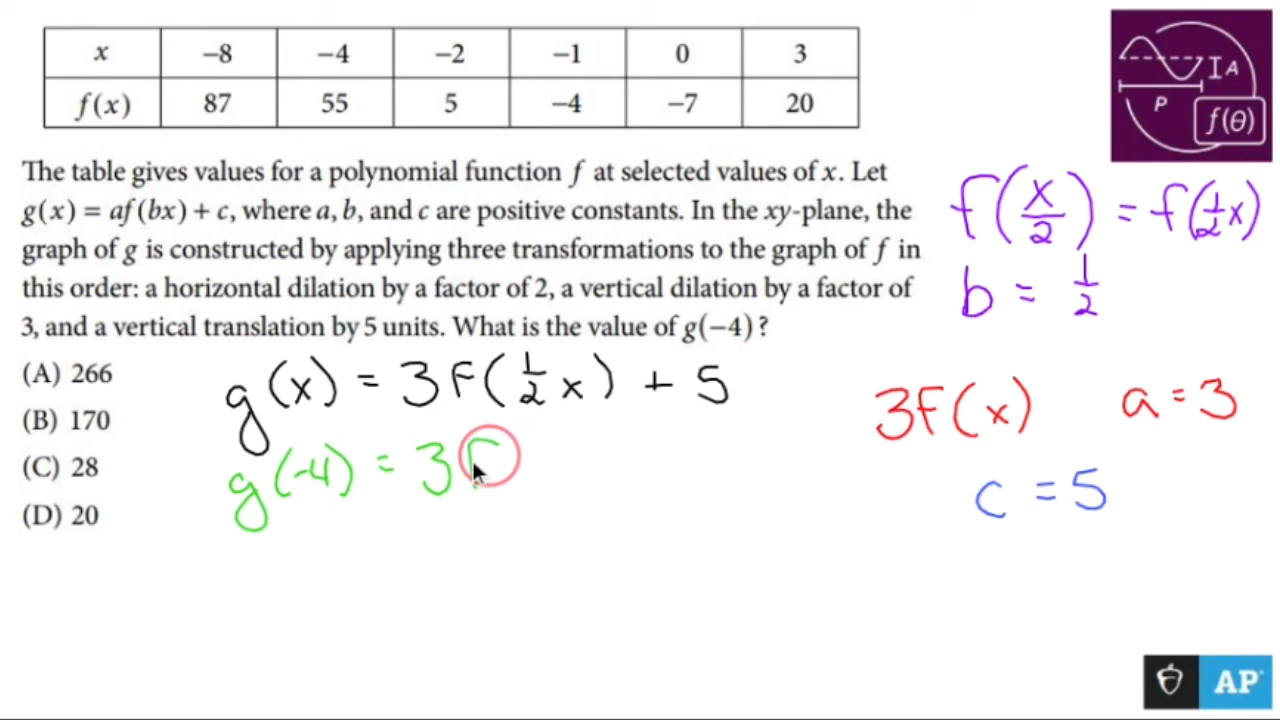 x −8 −4 −2 −1 0 3
f(x) 87 55 5 −4 −7 20
I A
P
f(θ)
The table gives values for a polynomial function f at selected values of x. Let
g(x) = af(bx) + c, where a, b, and c are positive constants. In the xy-plane, the
graph of g is constructed by applying three transformations to the graph of f in
this order: a horizontal dilation by a factor of 2, a vertical dilation by a factor of
3, and a vertical translation by 5 units. What is the value of g(−4)?
(A) 266
(B) 170
(C) 28
(D) 20
g(x) = 3f(1/2 x) + 5
g(-4) = 3f
f(x/2) = f(1/2 x)
b = 1/2
3f(x) a = 3
c = 5
AP